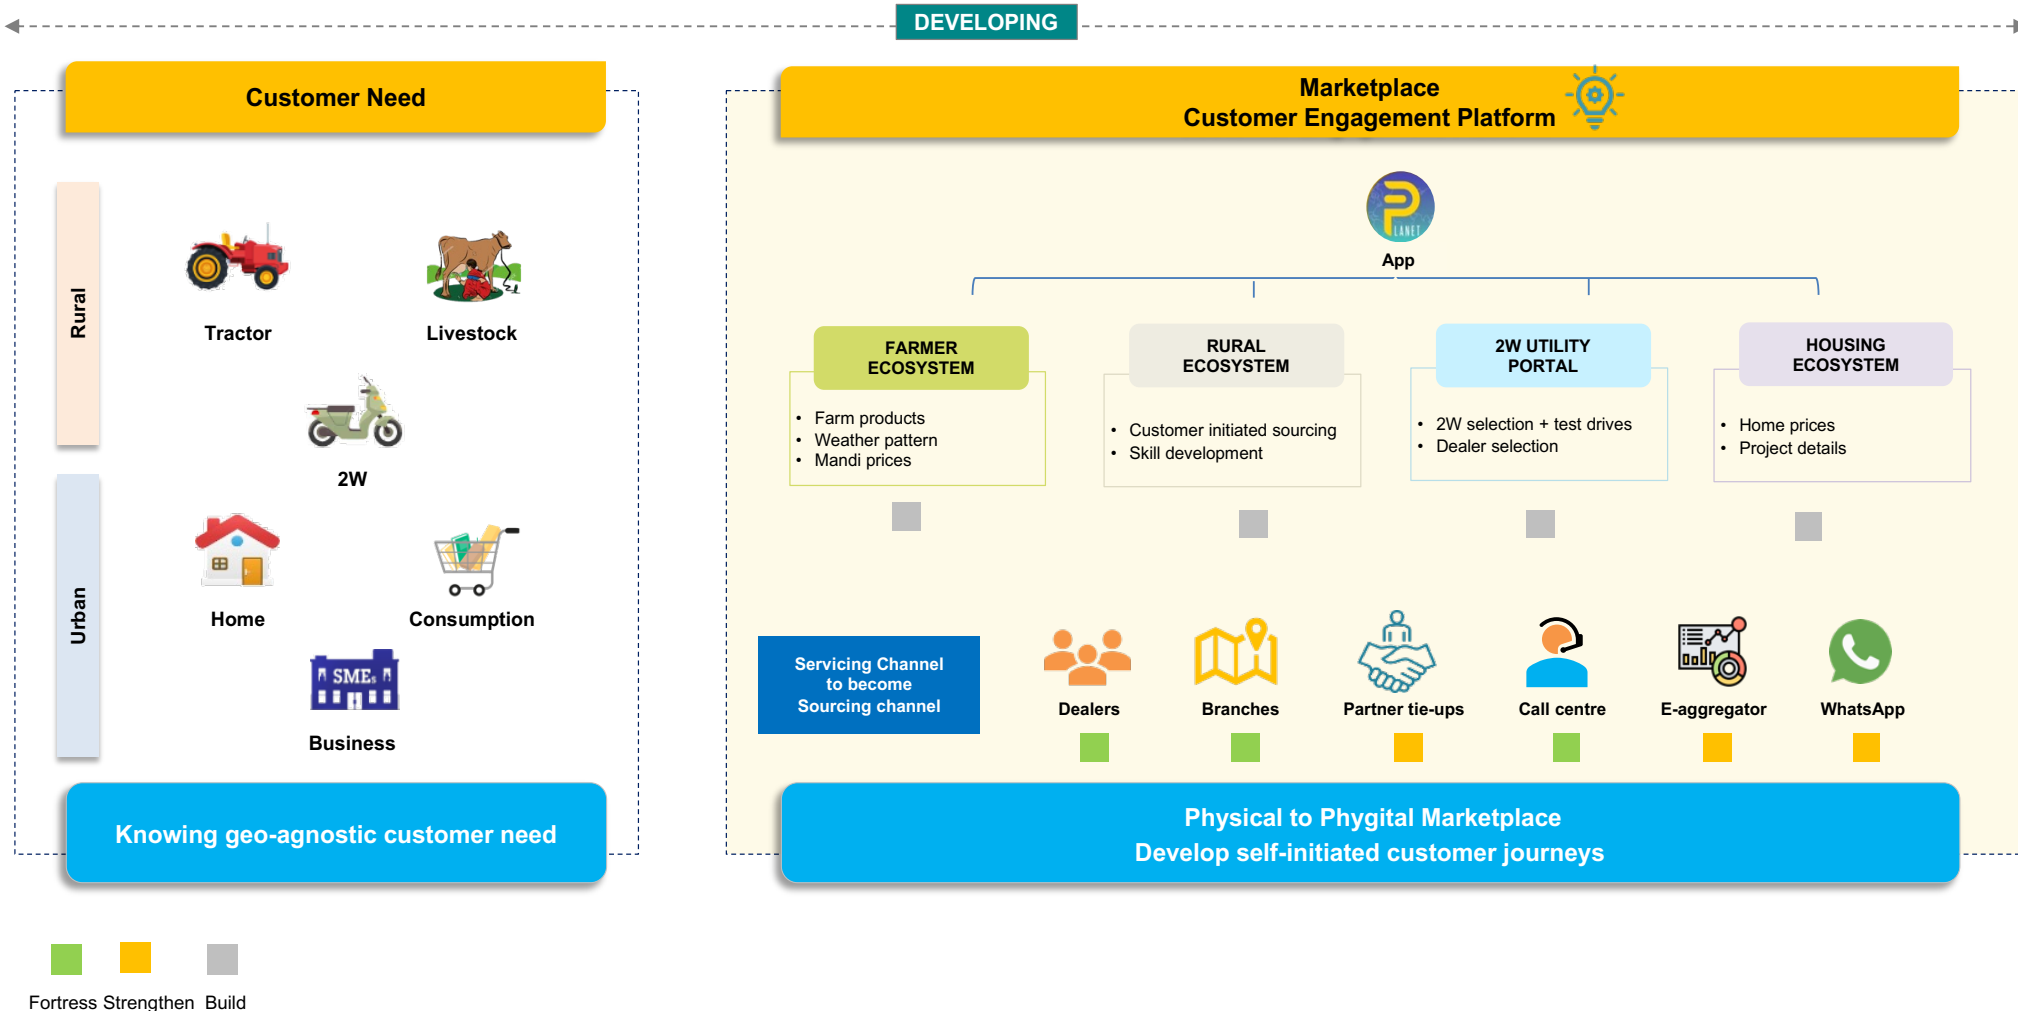 DEVELOPING
Customer Need
Rural
Tractor
Livestock
2W
Urban
Home
Consumption
SMEs
Business
Knowing geo-agnostic customer need
Marketplace
Customer Engagement Platform
P
LANET
App
FARMER
ECOSYSTEM
• Farm products
• Weather pattern
• Mandi prices
RURAL
ECOSYSTEM
• Customer initiated sourcing
• Skill development
2W UTILITY
PORTAL
• 2W selection + test drives
• Dealer selection
HOUSING
ECOSYSTEM
• Home prices
• Project details
Servicing Channel
to become
Sourcing channel
Dealers
Branches
Partner tie-ups
Call centre
E-aggregator
WhatsApp
Physical to Phygital Marketplace
Develop self-initiated customer journeys
Fortress
Strengthen
Build